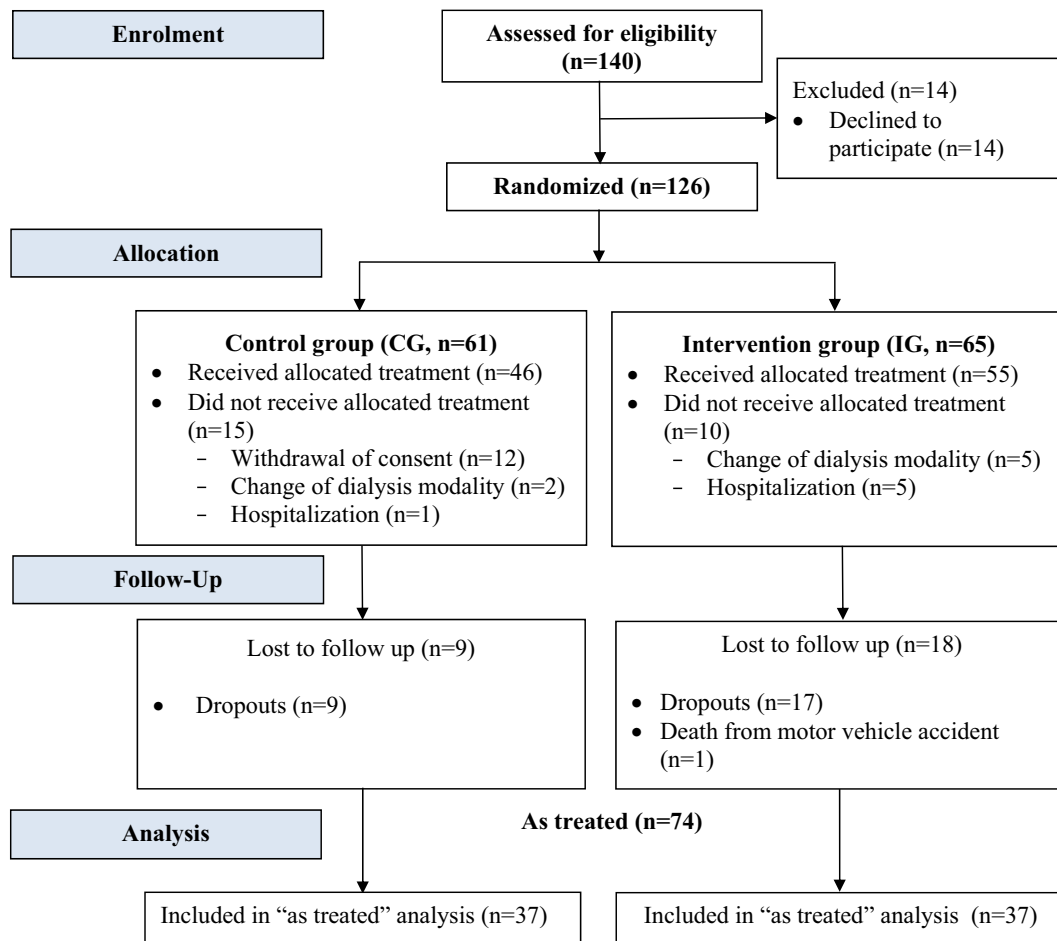 Enrolment
Assessed for eligibility
(n=140)
Excluded (n=14)
• Declined to
participate (n=14)
Randomized (n=126)
Allocation
Control group (CG, n=61)
• Received allocated treatment (n=46)
• Did not receive allocated treatment
(n=15)
- Withdrawal of consent (n=12)
- Change of dialysis modality (n=2)
- Hospitalization (n=1)
Intervention group (IG, n=65)
• Received allocated treatment (n=55)
• Did not receive allocated treatment
(n=10)
- Change of dialysis modality (n=5)
- Hospitalization (n=5)
Follow-Up
Lost to follow up (n=9)
• Dropouts (n=9)
Lost to follow up (n=18)
• Dropouts (n=17)
• Death from motor vehicle accident
(n=1)
Analysis
As treated (n=74)
Included in “as treated” analysis (n=37)
Included in “as treated” analysis (n=37)